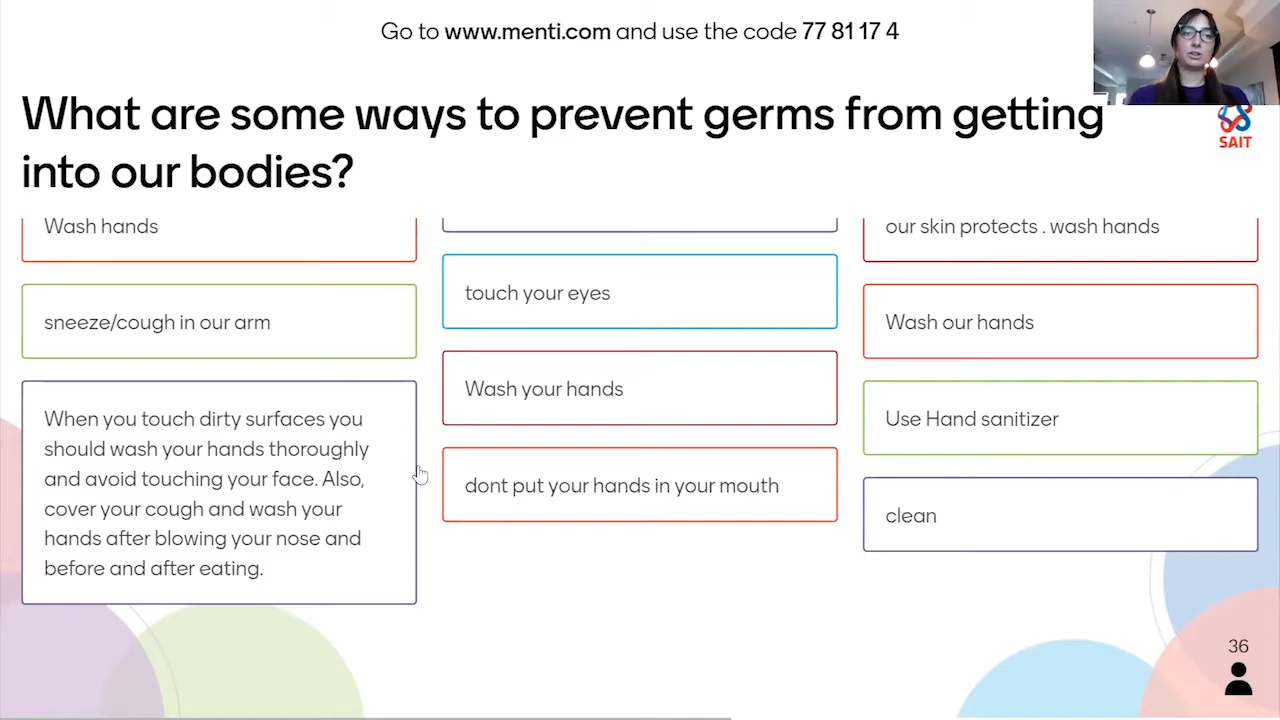 Go to www.menti.com and use the code 77 81 17 4
What are some ways to prevent germs from getting
into our bodies?
SAIT
Wash hands
sneeze/cough in our arm
When you touch dirty surfaces you
should wash your hands thoroughly
and avoid touching your face. Also,
cover your cough and wash your
hands after blowing your nose and
before and after eating.
touch your eyes
Wash your hands
dont put your hands in your mouth
our skin protects . wash hands
Wash our hands
Use Hand sanitizer
clean
36